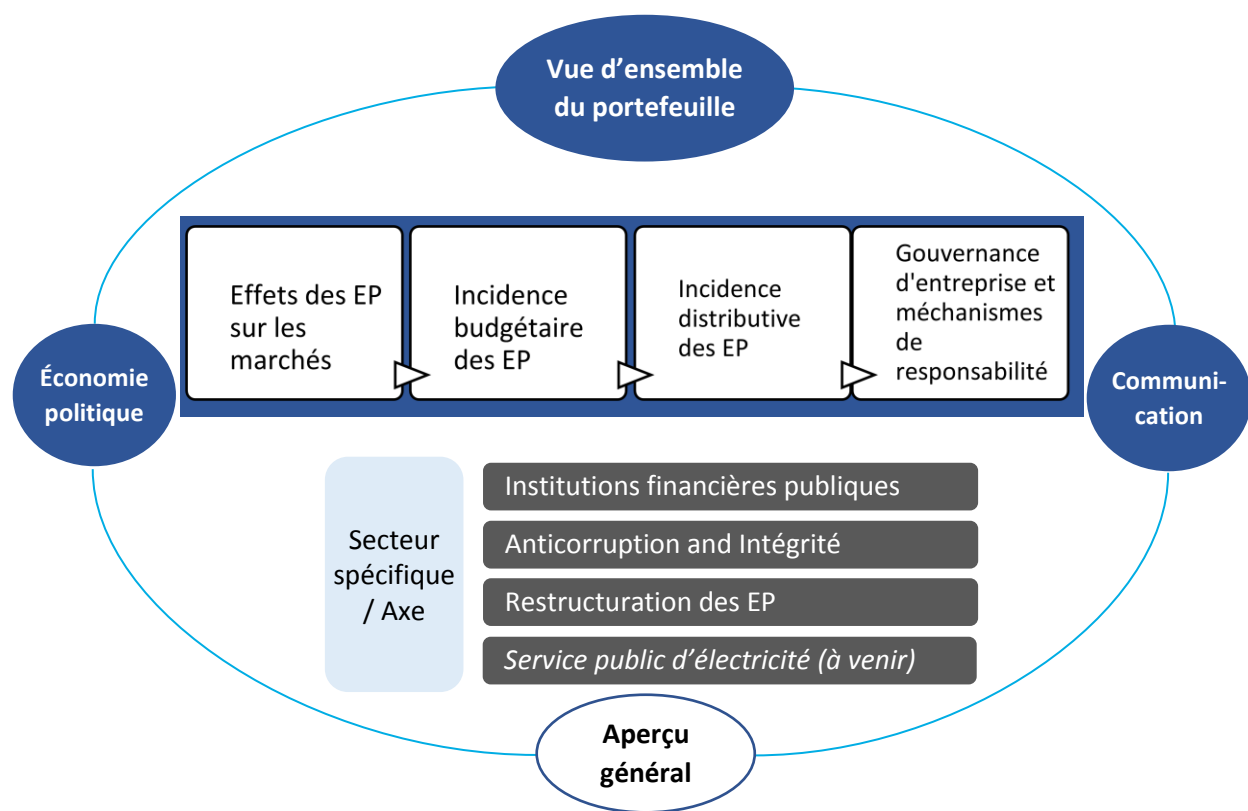 Vue d’ensemble
du portefeuille
Effets des EP
sur les
marchés
Incidence
budgétaire
des EP
Incidence
distributive
des EP
Gouvernance
d'entreprise et
méchanismes
de
responsabilité
Économie
politique
Communi-
cation
Secteur
spécifique
/ Axe
Institutions financières publiques
Anticorruption and Intégrité
Restructuration des EP
Service public d’électricité (à venir)
Aperçu
général